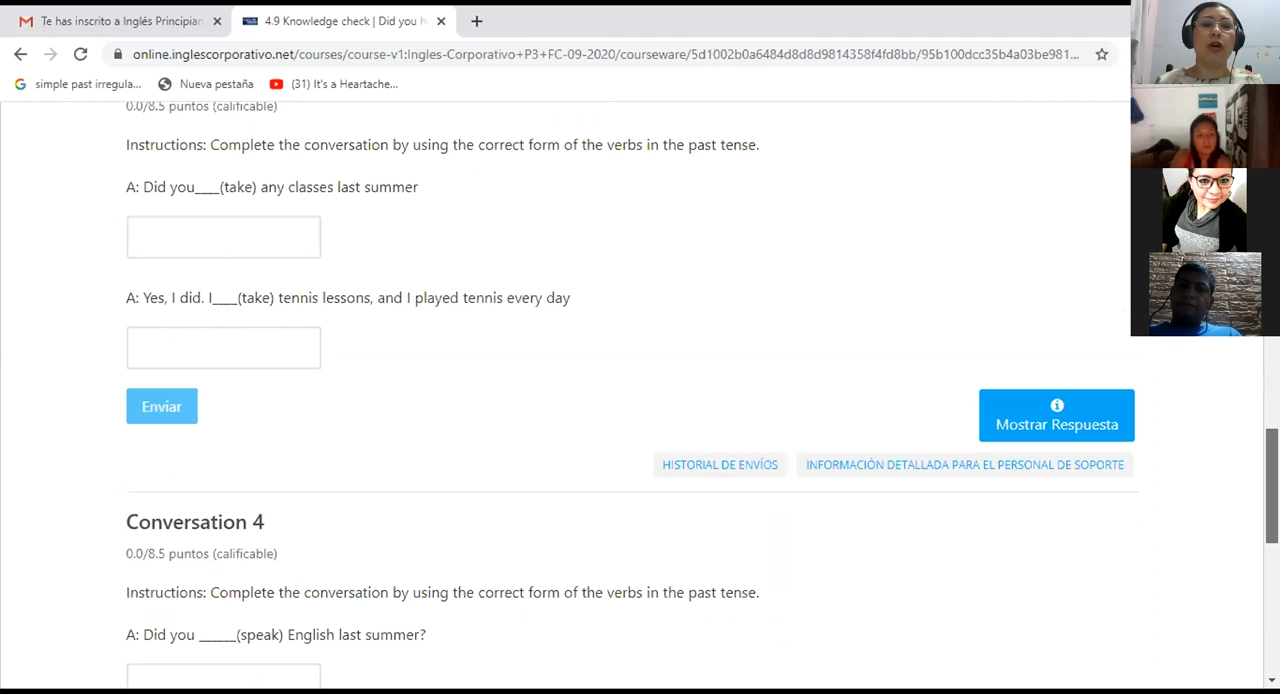 Te has inscrito a Inglés Principian
4.9 Knowledge check | Did you h
online.inglescorporativo.net/courses/course-v1:Ingles-Corporativo+P3+FC-09-2020/courseware/5d1002b0a6484d8d8d9814358f4fd8bb/95b100dcc35b4a03be981...
simple past irregula...
Nueva pestaña
(31) It's a Heartache...
0.0/8.5 puntos (calificable)
Instructions: Complete the conversation by using the correct form of the verbs in the past tense.
A: Did you____(take) any classes last summer
A: Yes, I did. I____(take) tennis lessons, and I played tennis every day
Enviar
Mostrar Respuesta
HISTORIAL DE ENVÍOS
INFORMACIÓN DETALLADA PARA EL PERSONAL DE SOPORTE
Conversation 4
0.0/8.5 puntos (calificable)
Instructions: Complete the conversation by using the correct form of the verbs in the past tense.
A: Did you ______(speak) English last summer?